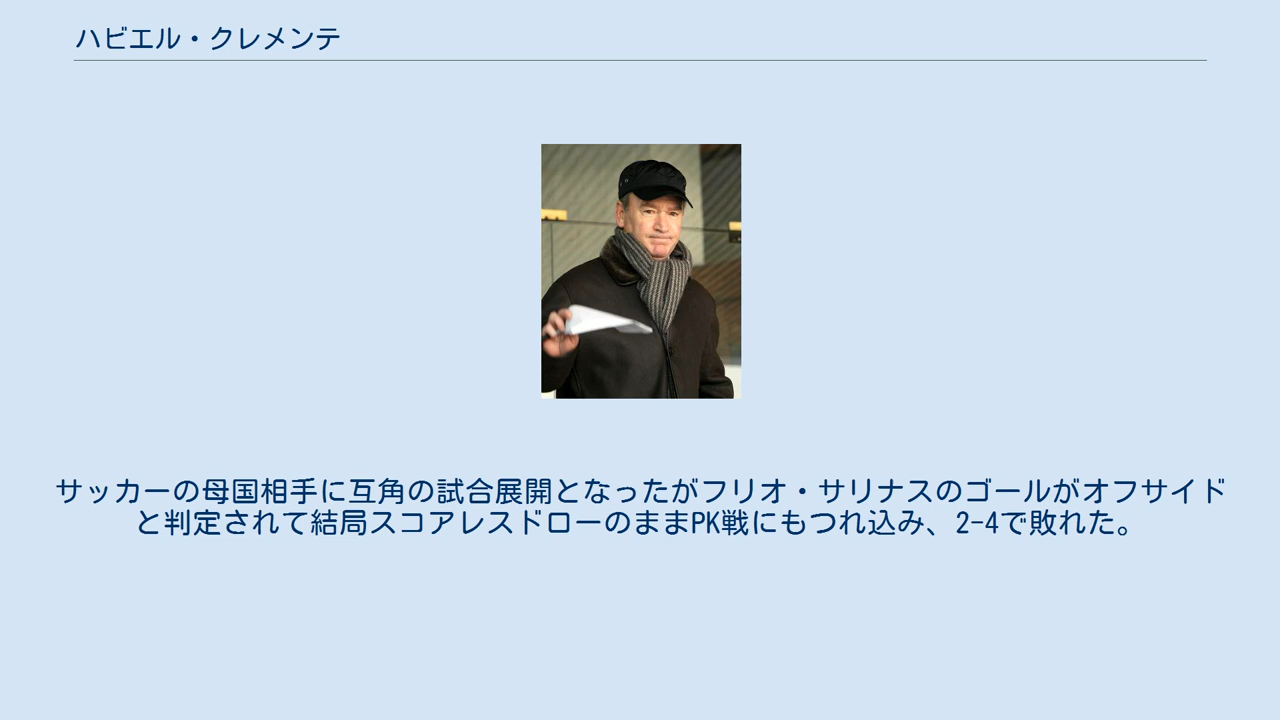 ハビエル・クレメンテ
サッカーの母国相手に互角の試合展開となったがフリオ・サリナスのゴールがオフサイド
と判定されて結局スコアレスドローのままPK戦にもつれ込み、2-4で敗れた。